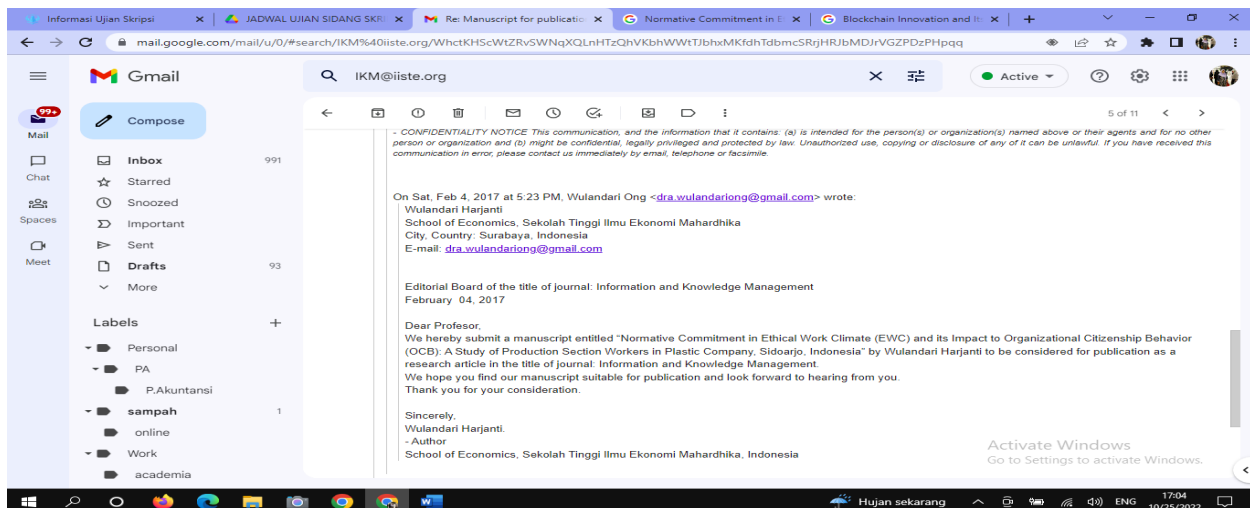 Informasi Ujian Skripsi
JADWAL UJIAN SIDANG SKRI
Re: Manuscript for publicatio
Normative Commitment in E
Blockchain Innovation and Its
mail.google.com/mail/u/0/#search/IKM%40iiste.org/WhctKHScWtZRvSWNqXQLnHTzQhVKbhWWtTJbhxMKfdhTdbmcSRrjHRJbMDJrVGZPDzPHpqq
Gmail
IKM@iiste.org
Active
99+
Mail
Chat
Spaces
Meet
Compose
Inbox 991
Starred
Snoozed
Important
Sent
Drafts 93
More
Labels
Personal
PA
P.Akuntansi
sampah 1
online
Work
academia
5 of 11
- CONFIDENTIALITY NOTICE This communication, and the information that it contains: (a) is intended for the person(s) or organization(s) named above or their agents and for no other
person or organization and (b) might be confidential, legally privileged and protected by law. Unauthorized use, copying or disclosure of any of it can be unlawful. If you have received this
communication in error, please contact us immediately by email, telephone or facsimile.
On Sat, Feb 4, 2017 at 5:23 PM, Wulandari Ong <dra.wulandariong@gmail.com> wrote:
Wulandari Harjanti
School of Economics, Sekolah Tinggi Ilmu Ekonomi Mahardhika
City, Country: Surabaya, Indonesia
E-mail: dra.wulandariong@gmail.com
Editorial Board of the title of journal: Information and Knowledge Management
February 04, 2017
Dear Profesor,
We hereby submit a manuscript entitled “Normative Commitment in Ethical Work Climate (EWC) and its Impact to Organizational Citizenship Behavior
(OCB): A Study of Production Section Workers in Plastic Company, Sidoarjo, Indonesia” by Wulandari Harjanti to be considered for publication as a
research article in the title of journal: Information and Knowledge Management.
We hope you find our manuscript suitable for publication and look forward to hearing from you.
Thank you for your consideration.
Sincerely,
Wulandari Harjanti.
- Author
School of Economics, Sekolah Tinggi Ilmu Ekonomi Mahardhika, Indonesia
Activate Windows
Go to Settings to activate Windows.
Hujan sekarang
ENG
17:04
10/25/2022